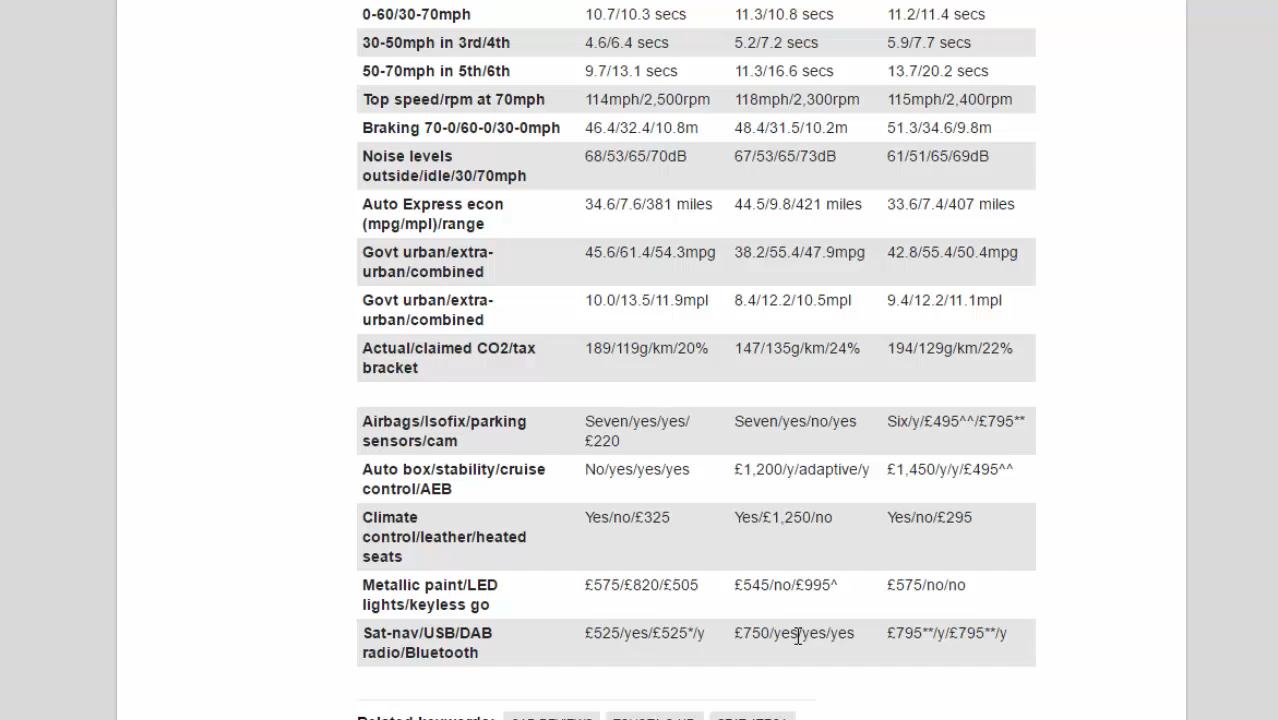 0-60/30-70mph 10.7/10.3 secs 11.3/10.8 secs 11.2/11.4 secs
30-50mph in 3rd/4th 4.6/6.4 secs 5.2/7.2 secs 5.9/7.7 secs
50-70mph in 5th/6th 9.7/13.1 secs 11.3/16.6 secs 13.7/20.2 secs
Top speed/rpm at 70mph 114mph/2,500rpm 118mph/2,300rpm 115mph/2,400rpm
Braking 70-0/60-0/30-0mph 46.4/32.4/10.8m 48.4/31.5/10.2m 51.3/34.6/9.8m
Noise levels 68/53/65/70dB 67/53/65/73dB 61/51/65/69dB
outside/idle/30/70mph
Auto Express econ 34.6/7.6/381 miles 44.5/9.8/421 miles 33.6/7.4/407 miles
(mpg/mpl)/range
Govt urban/extra- 45.6/61.4/54.3mpg 38.2/55.4/47.9mpg 42.8/55.4/50.4mpg
urban/combined
Govt urban/extra- 10.0/13.5/11.9mpl 8.4/12.2/10.5mpl 9.4/12.2/11.1mpl
urban/combined
Actual/claimed CO2/tax 189/119g/km/20% 147/135g/km/24% 194/129g/km/22%
bracket
Airbags/Isofix/parking Seven/yes/yes/ Seven/yes/no/yes Six/y/£495^^/£795**
sensors/cam £220
Auto box/stability/cruise No/yes/yes/yes £1,200/y/adaptive/y £1,450/y/y/£495^^
control/AEB
Climate Yes/no/£325 Yes/£1,250/no Yes/no/£295
control/leather/heated
seats
Metallic paint/LED £575/£820/£505 £545/no/£995^ £575/no/no
lights/keyless go
Sat-nav/USB/DAB £525/yes/£525*/y £750/yes/yes/yes £795**/y/£795**/y
radio/Bluetooth
Related keywords: CAR REVIEWS